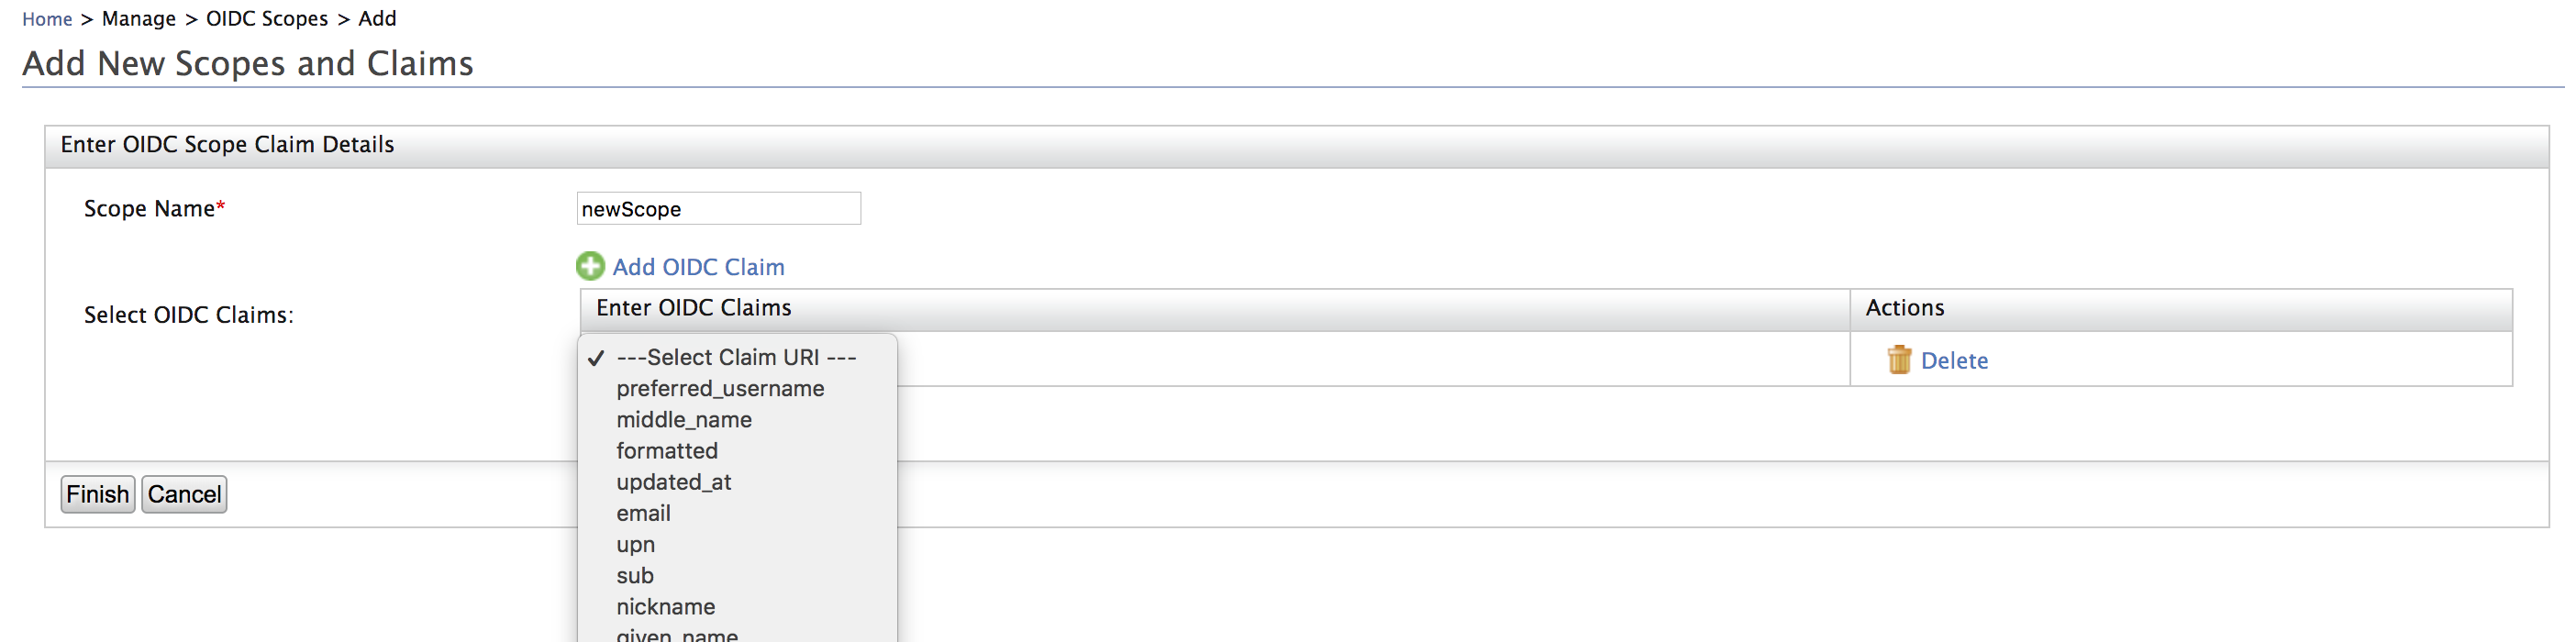 Home > Manage > OIDC Scopes > Add
Add New Scopes and Claims
Enter OIDC Scope Claim Details
Scope Name*
newScope
Add OIDC Claim
Select OIDC Claims:
Enter OIDC Claims
Actions
---Select Claim URI ---
Delete
preferred_username
middle_name
formatted
updated_at
email
upn
sub
nickname
given_name
Finish
Cancel